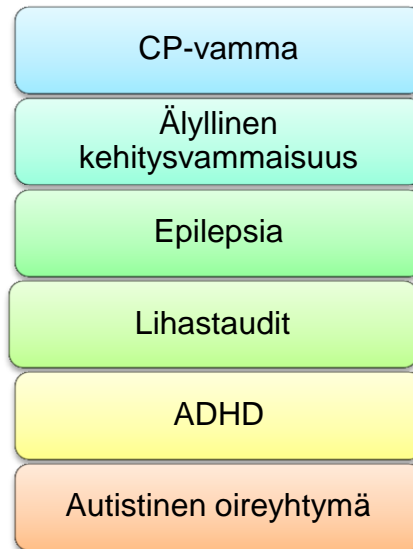 CP-vamma
Älyllinen
kehitysvammaisuus
Epilepsia
Lihastaudit
ADHD
Autistinen oireyhtymä